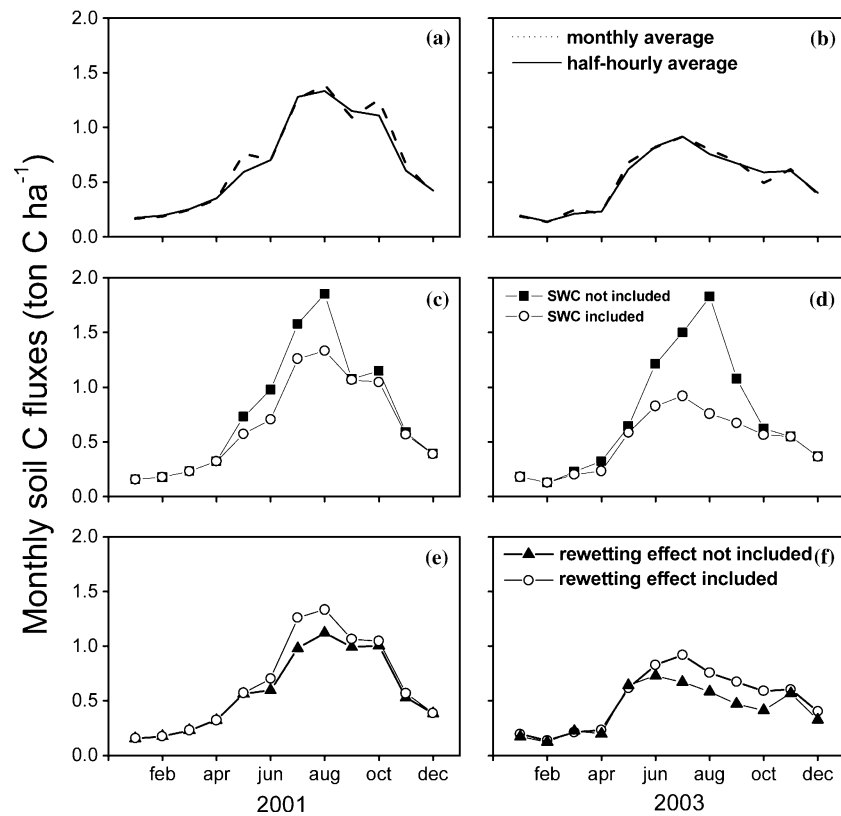 Monthly soil C fluxes (ton C ha⁻¹)
2.0
1.5
1.0
0.5
0.0
(a)
monthly average
half-hourly average
(b)
2.0
1.5
1.0
0.5
0.0
(c)
SWC not included
SWC included
(d)
2.0
1.5
1.0
0.5
0.0
(e)
rewetting effect not included
rewetting effect included
(f)
feb apr jun aug oct dec
feb apr jun aug oct dec
2001
2003